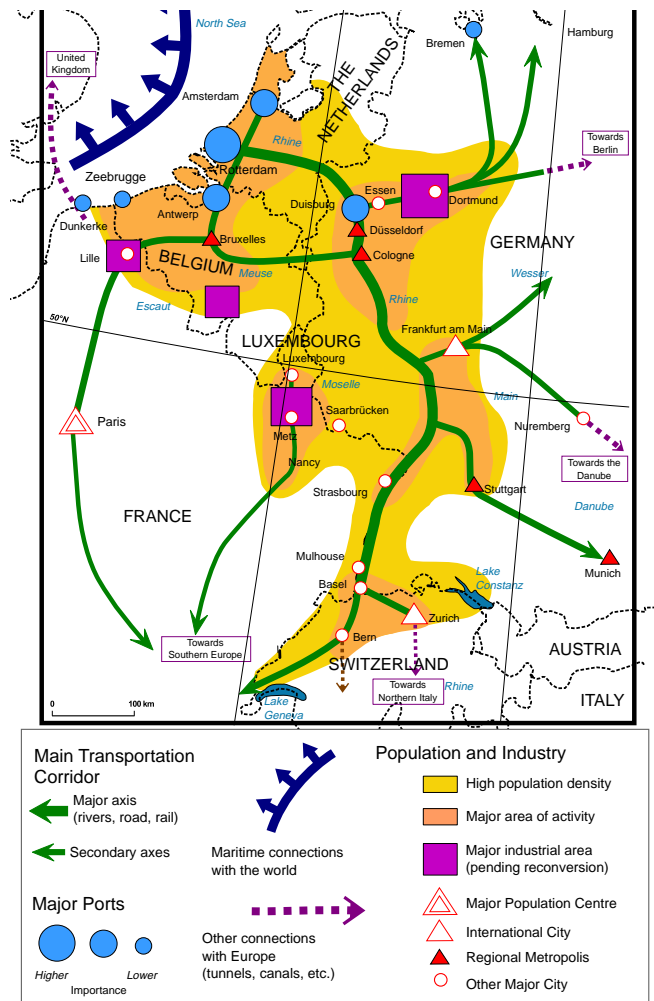 North Sea
Hamburg
Bremen
United
Kingdom
THE
NETHERLANDS
Amsterdam
Rhine
Towards
Berlin
Rotterdam
Zeebrugge
Essen
Dortmund
Duisburg
Antwerp
Dunkerke
Düsseldorf
Bruxelles
GERMANY
Lille
BELGIUM
Cologne
Meuse
Wesser
Escaut
Rhine
50°N
Frankfurt am Main
LUXEMBOURG
Luxembourg
Moselle
Main
Saarbrücken
Paris
Metz
Nuremberg
Nancy
Towards the
Danube
Strasbourg
Stuttgart
Danube
FRANCE
Mulhouse
Lake
Constanz
Munich
Basel
Zurich
Bern
Towards
Southern Europe
SWITZERLAND
AUSTRIA
Towards
Northern Italy
Rhine
ITALY
Lake
Geneva
0
100 km
Main Transportation
Corridor
Major axis
(rivers, road, rail)
Secondary axes
Maritime connections
with the world
Major Ports
Higher
Lower
Importance
Other connections
with Europe
(tunnels, canals, etc.)
Population and Industry
High population density
Major area of activity
Major industrial area
(pending reconversion)
Major Population Centre
International City
Regional Metropolis
Other Major City